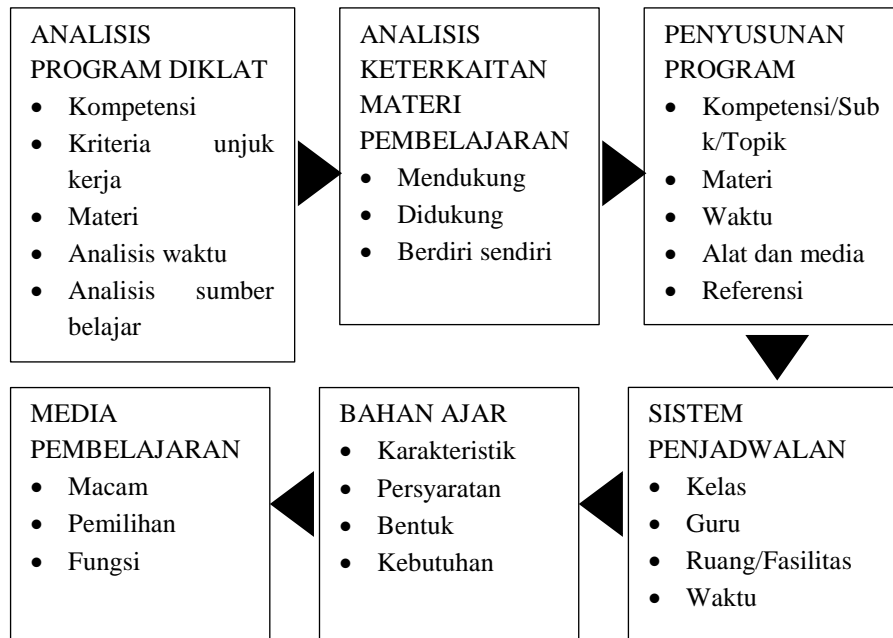 ANALISIS
PROGRAM DIKLAT
• Kompetensi
• Kriteria unjuk
kerja
• Materi
• Analisis waktu
• Analisis sumber
belajar
ANALISIS
KETERKAITAN
MATERI
PEMBELAJARAN
• Mendukung
• Didukung
• Berdiri sendiri
PENYUSUNAN
PROGRAM
• Kompetensi/Sub
k/Topik
• Materi
• Waktu
• Alat dan media
• Referensi
SISTEM
PENJADWALAN
• Kelas
• Guru
• Ruang/Fasilitas
• Waktu
BAHAN AJAR
• Karakteristik
• Persyaratan
• Bentuk
• Kebutuhan
MEDIA
PEMBELAJARAN
• Macam
• Pemilihan
• Fungsi